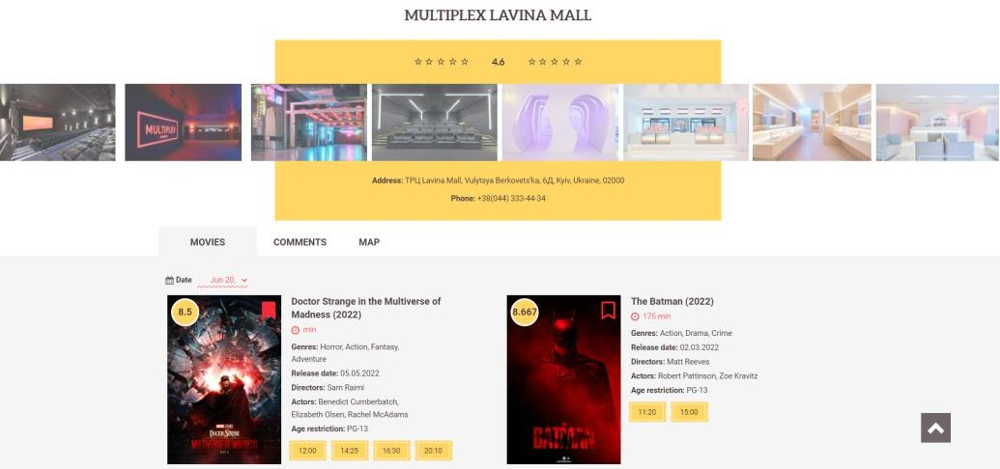 MULTIPLEX LAVINA MALL
4.6
MULTIPLEX
Address: ТРЦ Lavina Mall, Vulytsya Berkovets'ka, 6Д, Kyiv, Ukraine, 02000
Phone: +38(044) 333-44-34
MOVIES COMMENTS MAP
Date Jun 20,
8.5
Doctor Strange in the Multiverse of
Madness (2022)
min
Genres: Horror, Action, Fantasy,
Adventure
Release date: 05.05.2022
Directors: Sam Raimi
Actors: Benedict Cumberbatch,
Elizabeth Olsen, Rachel McAdams
Age restriction: PG-13
12:00 14:25 16:30 20:10
DOCTOR STRANGE
MULTIVERSE OF MADNESS
8.667
The Batman (2022)
175 min
Genres: Action, Drama, Crime
Release date: 02.03.2022
Directors: Matt Reeves
Actors: Robert Pattinson, Zoe Kravitz
Age restriction: PG-13
11:20 15:00
BATMAN